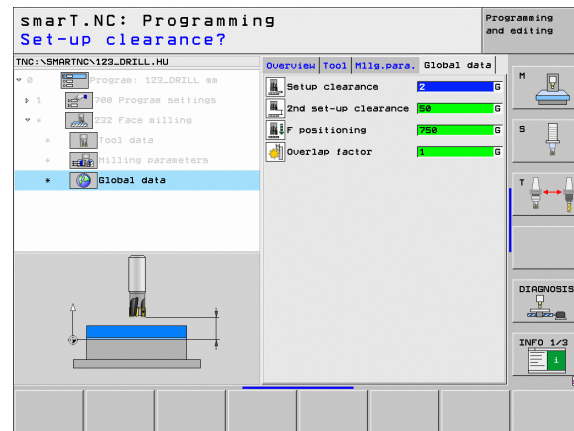 smarT.NC: Programming
Programming and editing
Set-up clearance?
TNC:\SMARTNC\123_DRILL.HU
Overview Tool Mllg.para. Global data
0 Program: 123_DRILL mm
1 700 Program settings
* 232 Face milling
* Tool data
* Milling parameters
* Global data
Setup clearance 2 G
2nd set-up clearance 50 G
F positioning 750 G
Overlap factor 1 G
M
S
T
DIAGNOSIS
INFO 1/3
i